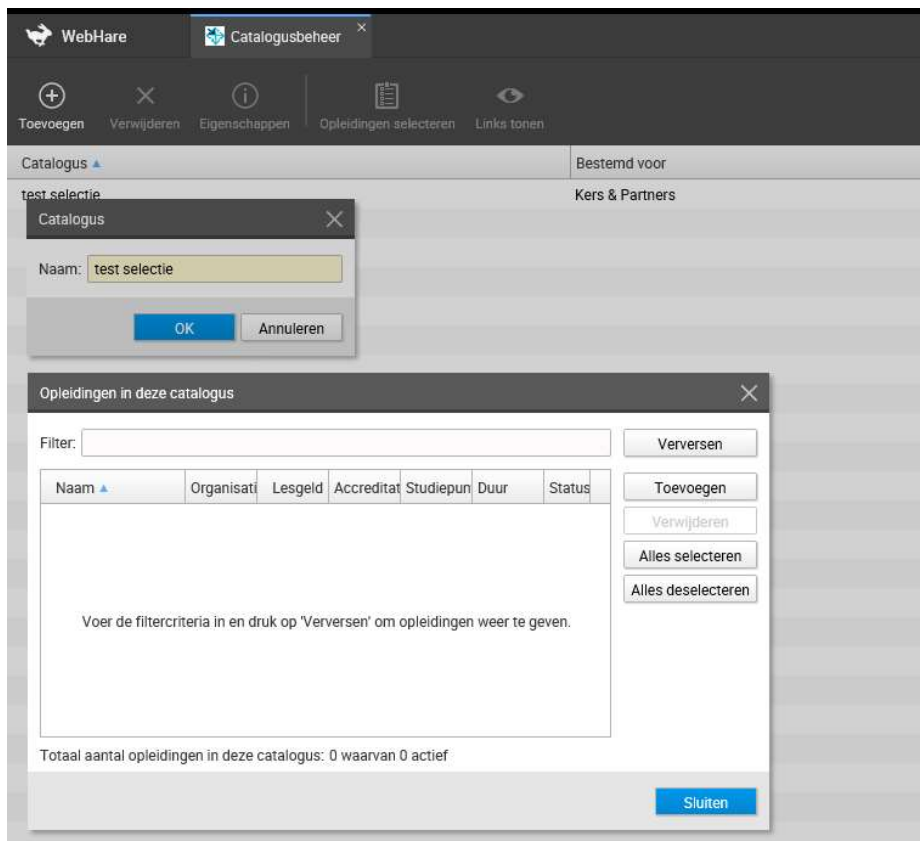 WebHare Catalogusbeheer
Toevoegen Verwijderen Eigenschappen Opleidingen selecteren Links tonen
Catalogus Bestemd voor
test selectie Kers & Partners
Catalogus
Naam: test selectie
OK Annuleren
Opleidingen in deze catalogus
Filter: Verversen
Naam Organisati Lesgeld Accreditat Studiepun Duur Status
Toevoegen
Verwijderen
Alles selecteren
Alles deselecteren
Voer de filtercriteria in en druk op 'Verversen' om opleidingen weer te geven.
Totaal aantal opleidingen in deze catalogus: 0 waarvan 0 actief
Sluiten